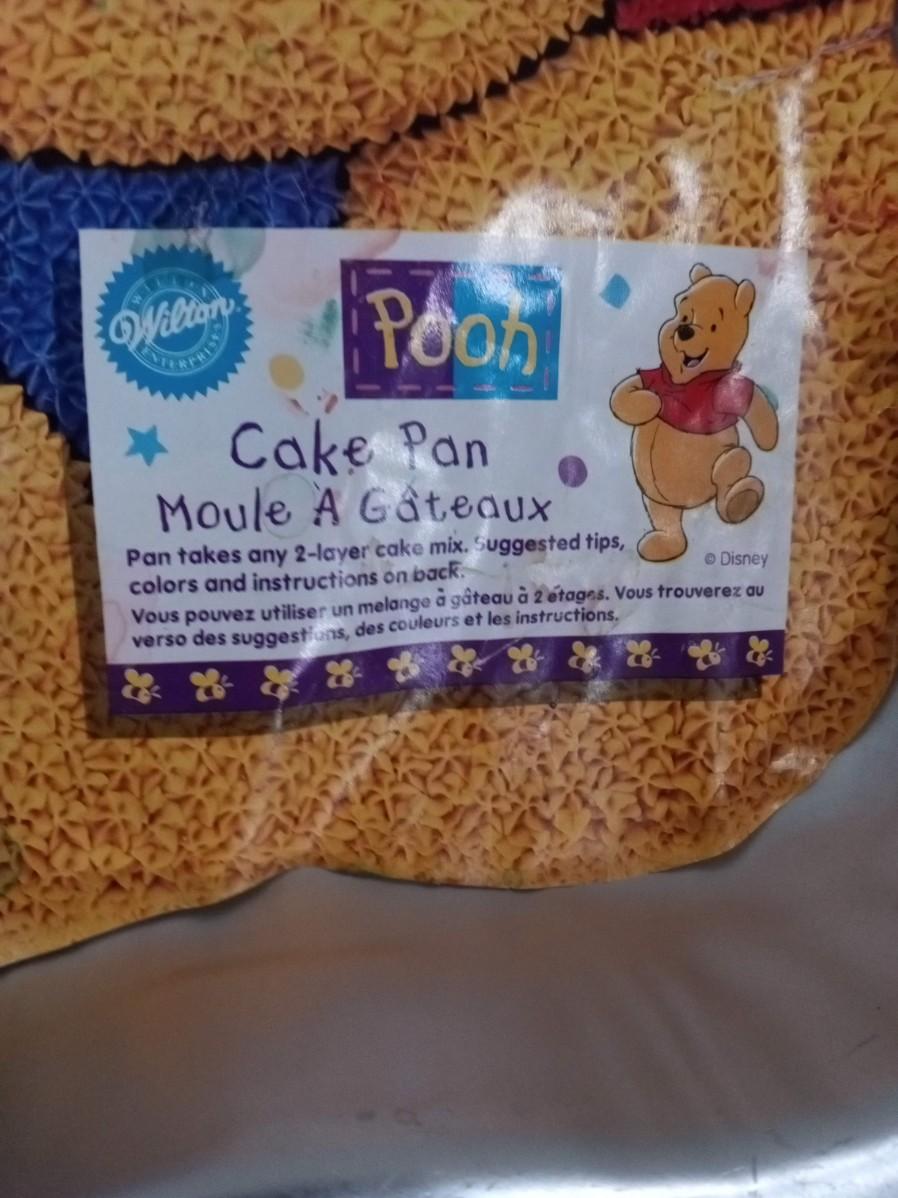 WILTON
Wilton
ENTERPRISES
Pooh
Cake Pan
Moule À Gâteaux
Pan takes any 2-layer cake mix. Suggested tips,
colors and instructions on back.
© Disney
Vous pouvez utiliser un melange à gâteau à 2 étages. Vous trouverez au
verso des suggestions, des couleurs et les instructions.